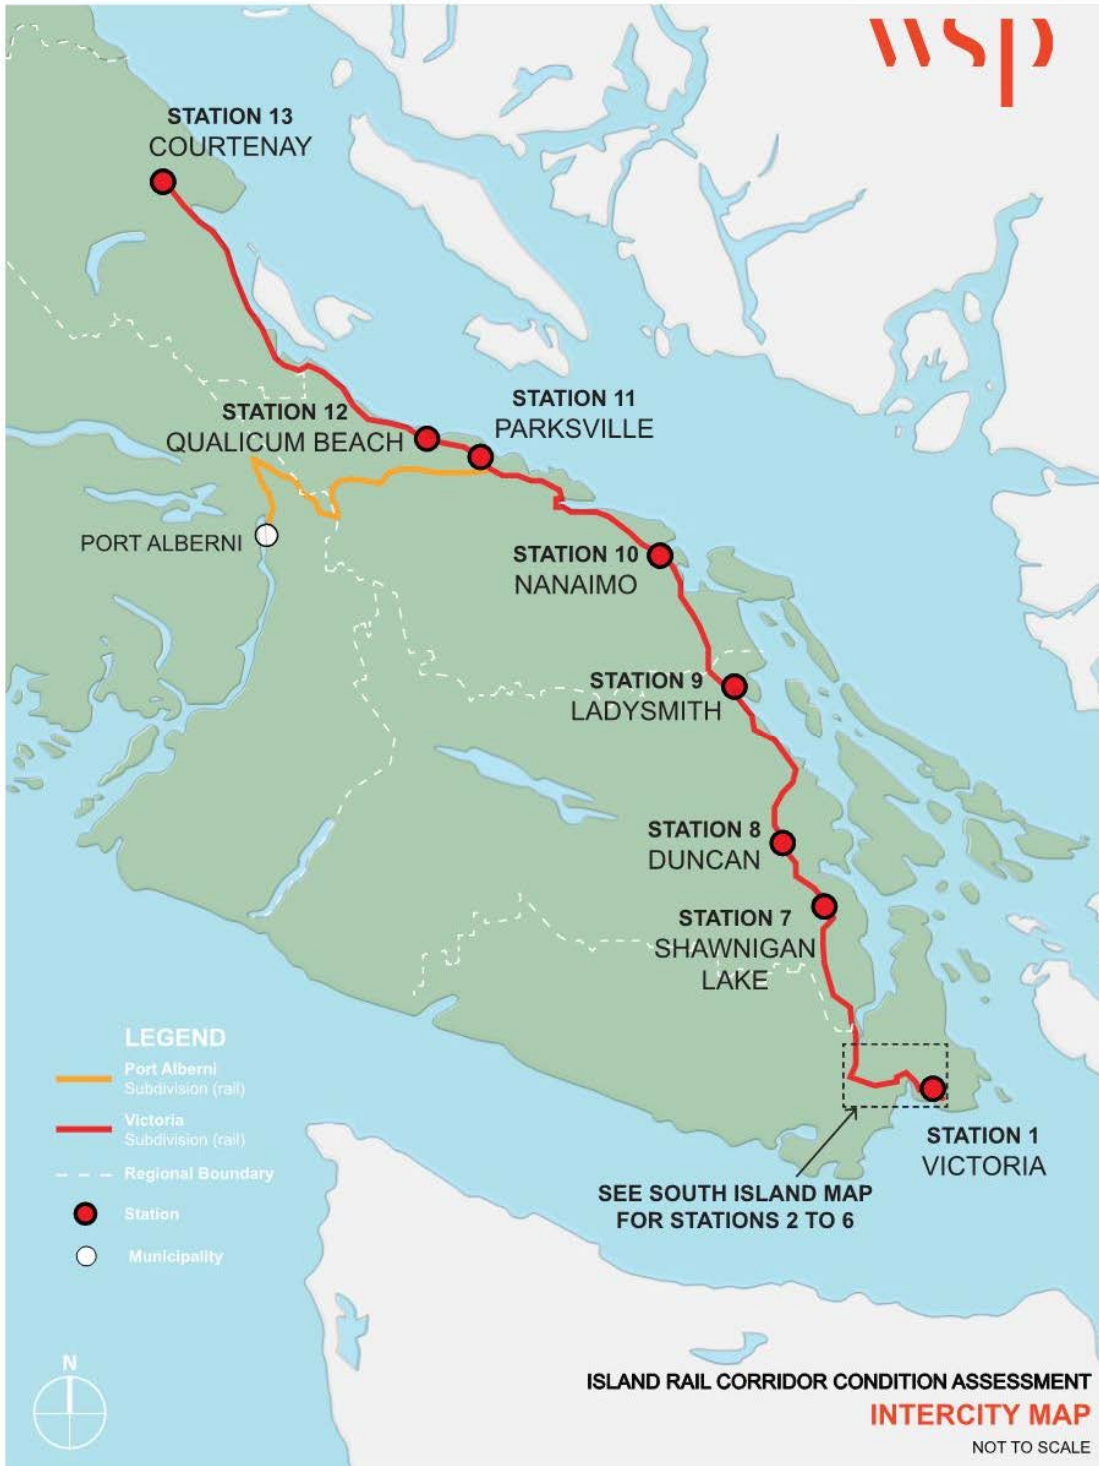 wsp
STATION 13
COURTENAY
STATION 11
PARKSVILLE
STATION 12
QUALICUM BEACH
PORT ALBERNI
STATION 10
NANAIMO
STATION 9
LADYSMITH
STATION 8
DUNCAN
STATION 7
SHAWNIGAN
LAKE
STATION 1
VICTORIA
SEE SOUTH ISLAND MAP
FOR STATIONS 2 TO 6
LEGEND
Port Alberni
Subdivision (rail)
Victoria
Subdivision (rail)
Regional Boundary
Station
Municipality
N
ISLAND RAIL CORRIDOR CONDITION ASSESSMENT
INTERCITY MAP
NOT TO SCALE